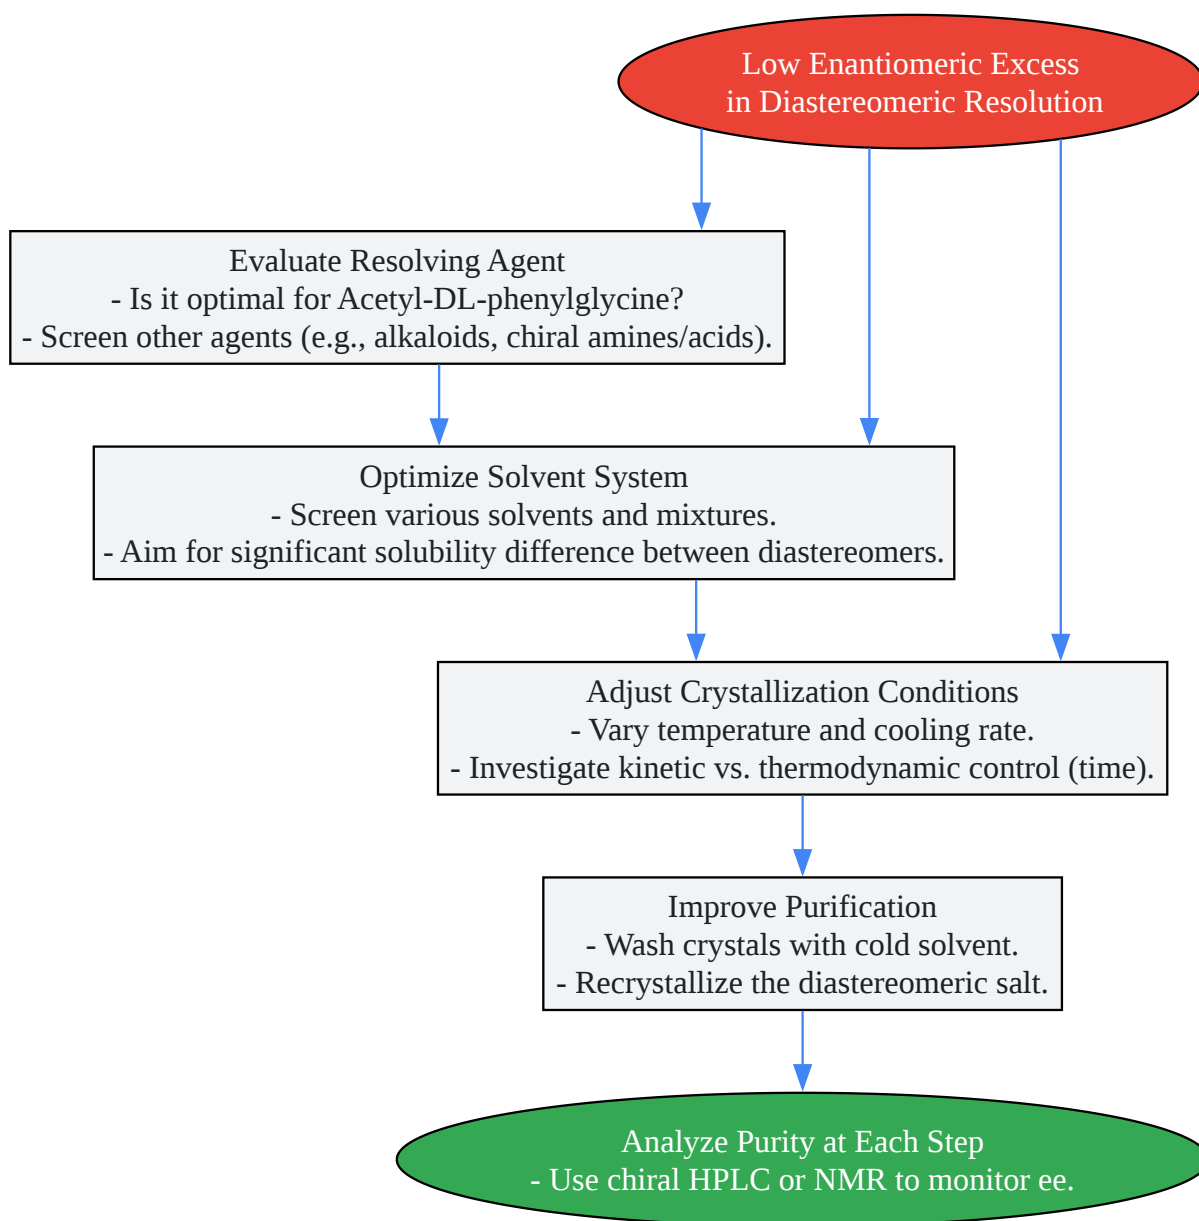 Low Enantiomeric Excess
in Diastereomeric Resolution
Evaluate Resolving Agent
- Is it optimal for Acetyl-DL-phenylglycine?
- Screen other agents (e.g., alkaloids, chiral amines/acids).
Optimize Solvent System
- Screen various solvents and mixtures.
- Aim for significant solubility difference between diastereomers.
Adjust Crystallization Conditions
- Vary temperature and cooling rate.
- Investigate kinetic vs. thermodynamic control (time).
Improve Purification
- Wash crystals with cold solvent.
- Recrystallize the diastereomeric salt.
Analyze Purity at Each Step
- Use chiral HPLC or NMR to monitor ee.